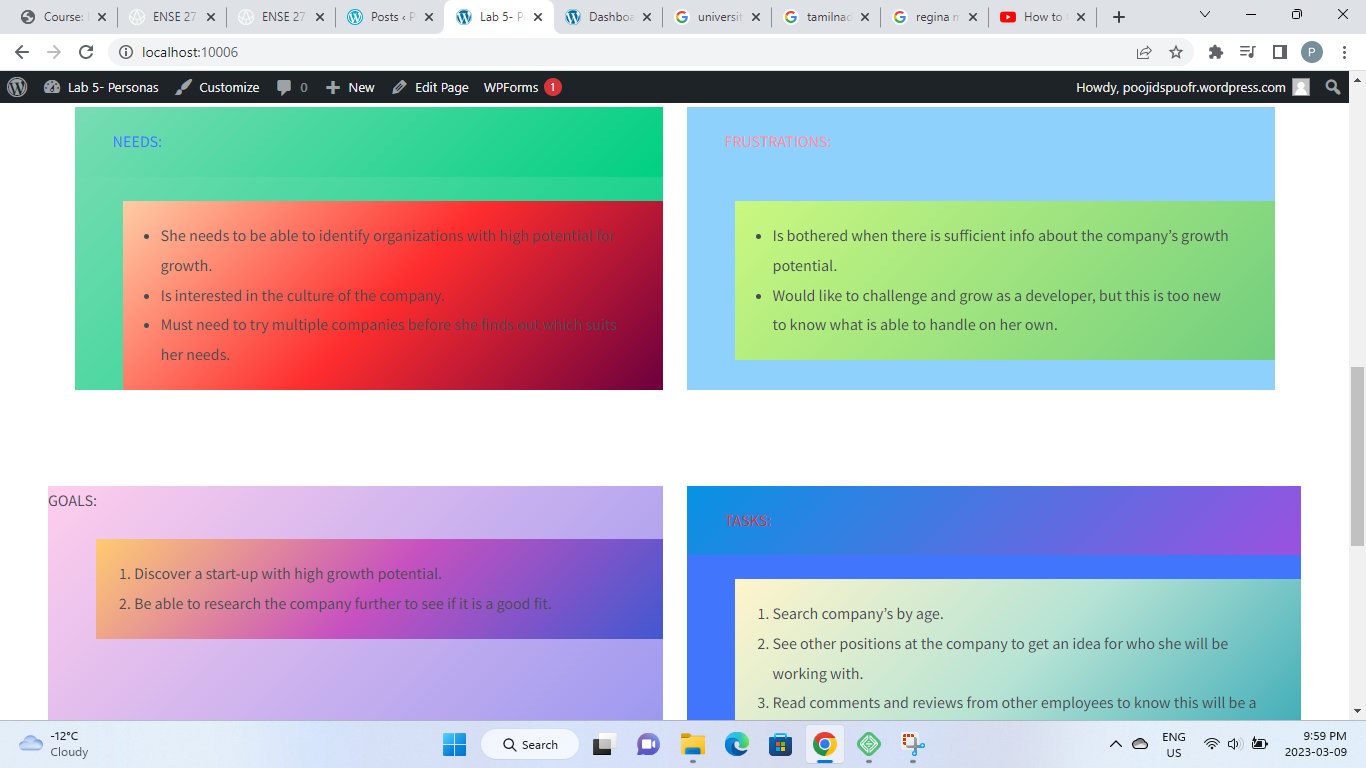 Course:
ENSE 27
ENSE 27
Posts ‹ P
Lab 5- P
Dashboa
universit
tamilnad
regina m
How to
localhost:10006
P
Lab 5- Personas
Customize
0
New
Edit Page
WPForms
1
Howdy, poojidspuofr.wordpress.com
NEEDS:
She needs to be able to identify organizations with high potential for
growth.
Is interested in the culture of the company.
Must need to try multiple companies before she finds out which suits
her needs.
FRUSTRATIONS:
Is bothered when there is sufficient info about the company’s growth
potential.
Would like to challenge and grow as a developer, but this is too new
to know what is able to handle on her own.
GOALS:
1. Discover a start-up with high growth potential.
2. Be able to research the company further to see if it is a good fit.
TASKS:
1. Search company’s by age.
2. See other positions at the company to get an idea for who she will be
working with.
3. Read comments and reviews from other employees to know this will be a
-12°C
Cloudy
Search
ENG
US
9:59 PM
2023-03-09